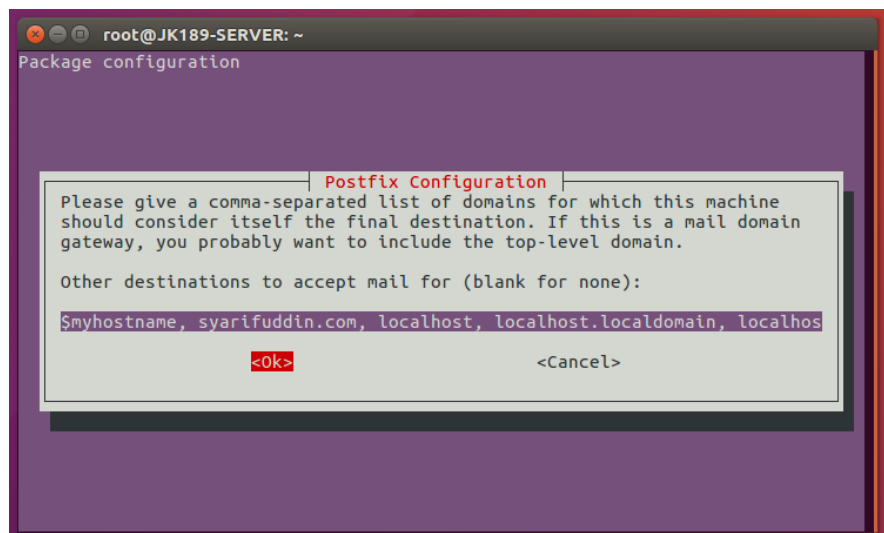 root@JK189-SERVER: ~
Package configuration
Postfix Configuration
Please give a comma-separated list of domains for which this machine
should consider itself the final destination. If this is a mail domain
gateway, you probably want to include the top-level domain.
Other destinations to accept mail for (blank for none):
$myhostname, syarifuddin.com, localhost, localhost.localdomain, localhos
<Ok> <Cancel>